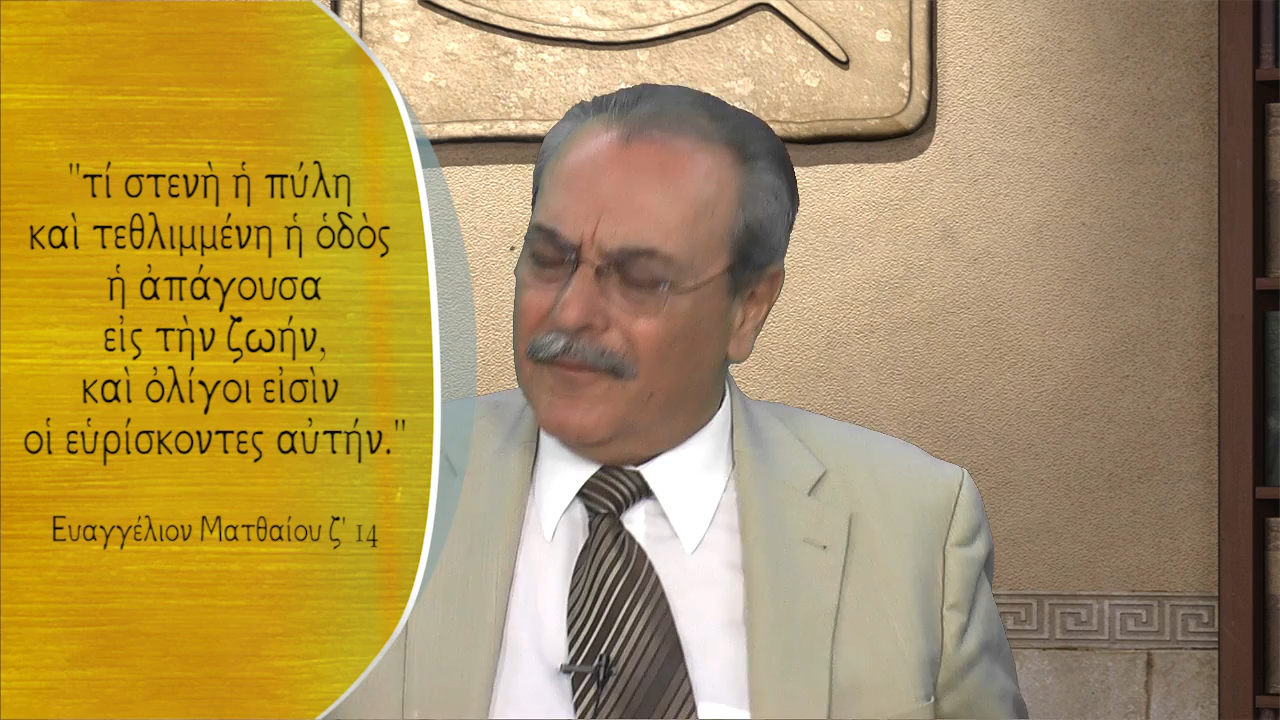 "τί στενὴ ἡ πύλη
καὶ τεθλιμμένη ἡ ὁδὸς
ἡ ἀπάγουσα
εἰς τὴν ζωήν,
καὶ ὀλίγοι εἰσὶν
οἱ εὑρίσκοντες αὐτήν."
Ευαγγέλιον Ματθαίου ζ' 14